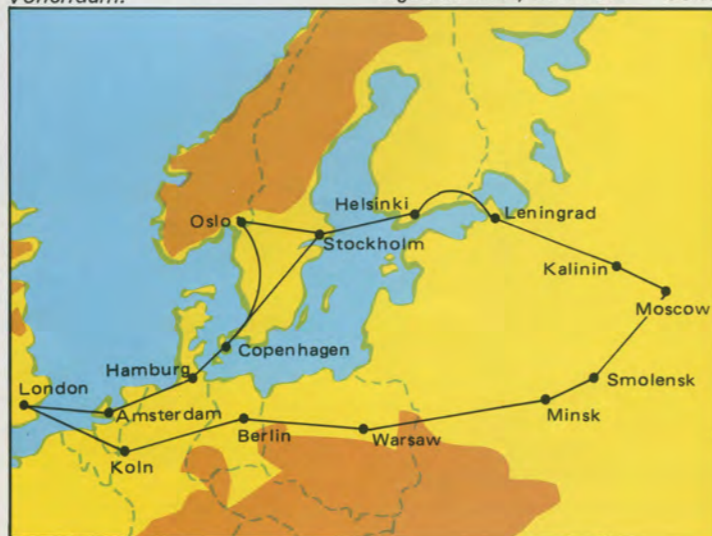 Helsinki
Oslo
Leningrad
Stockholm
Kalinin
Moscow
Copenhagen
Hamburg
Smolensk
London
Amsterdam
Minsk
Berlin
Warsaw
Koln